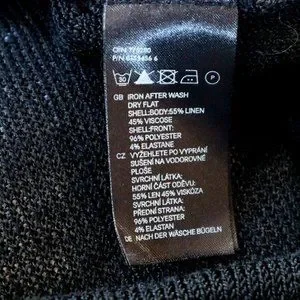 GB IRON AFTER WASH
DRY FLAT
SHELL:BODY:55% LINEN
45% VISCOSE
SHELL:FRONT:
96% POLYESTER
4% ELASTANE
CZ VYŽEHLETE PO VYPRÁNÍ
SUŠENÍ NA VODOROVNÉ
PLOŠE
SVRCHNÍ LÁTKA:
HORNÍ ČÁST ODĚVU:
55% LEN 45% VISKÓZA
PŘEDNÍ STRANA:
96% POLYESTER
4% ELASTAN
DE NACH DER WÄSCHE BÜGELN